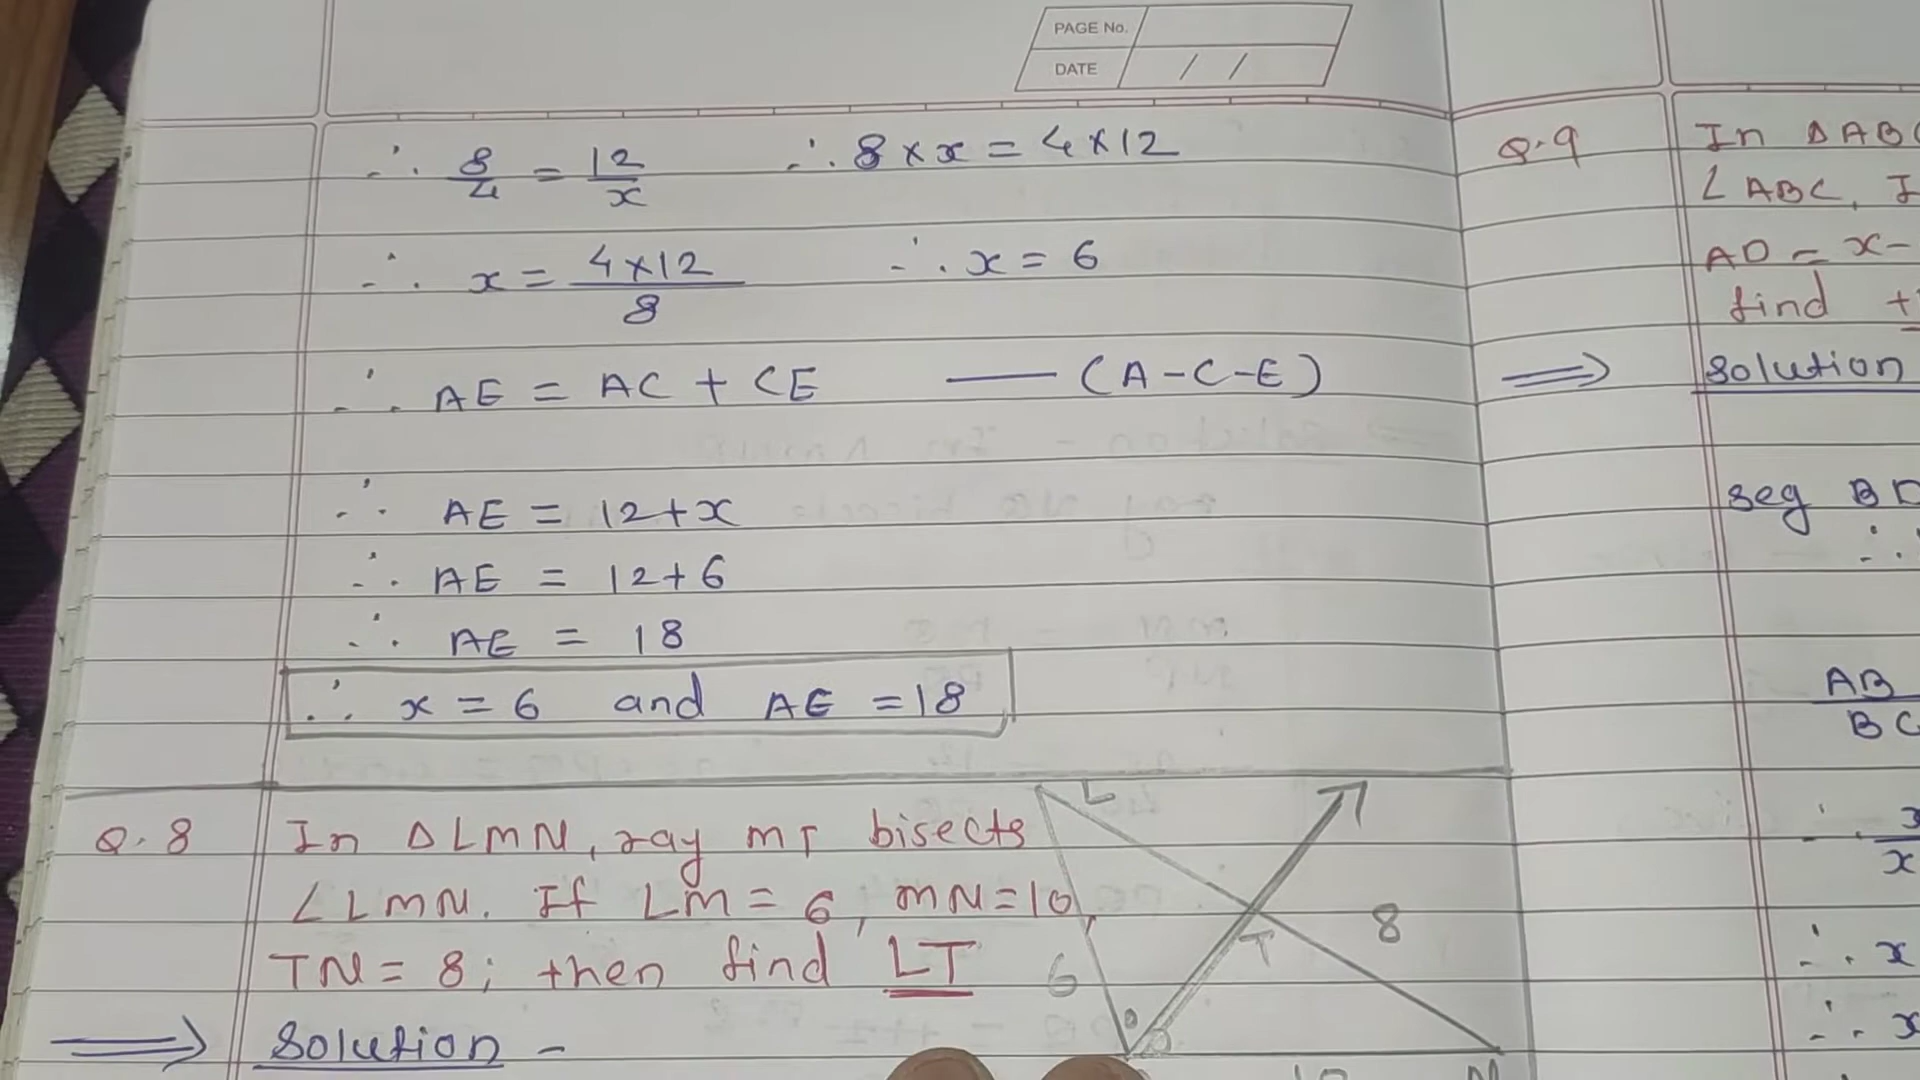 PAGE No.
DATE / /
∴ 8/4 = 12/x ∴ 8 × x = 4 × 12
∴ x = 4×12/8 ∴ x = 6
∴ AE = AC + CE — (A-C-E)
∴ AE = 12+x
∴ AE = 12+6
∴ AE = 18
∴ x = 6 and AE = 18
Q.8 In ΔLMN, ray MT bisects
∠LMN. If LM = 6, MN=10,
TN = 8; then find LT
⟹ Solution -
L
T
8
6
10
N
Q.9 In ΔABC
∠ABC, I
AD = x-
find
⟹ Solution
seg BD
∴
AB
BC
∴ x
x
∴ x
∴ x